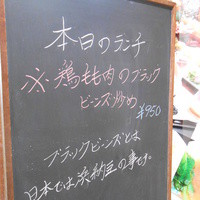 本日のランチ
※鶏もも肉のブラック
ビーンズ炒め
¥950
ブラックビーンズとは
日本では浜納豆の事です。